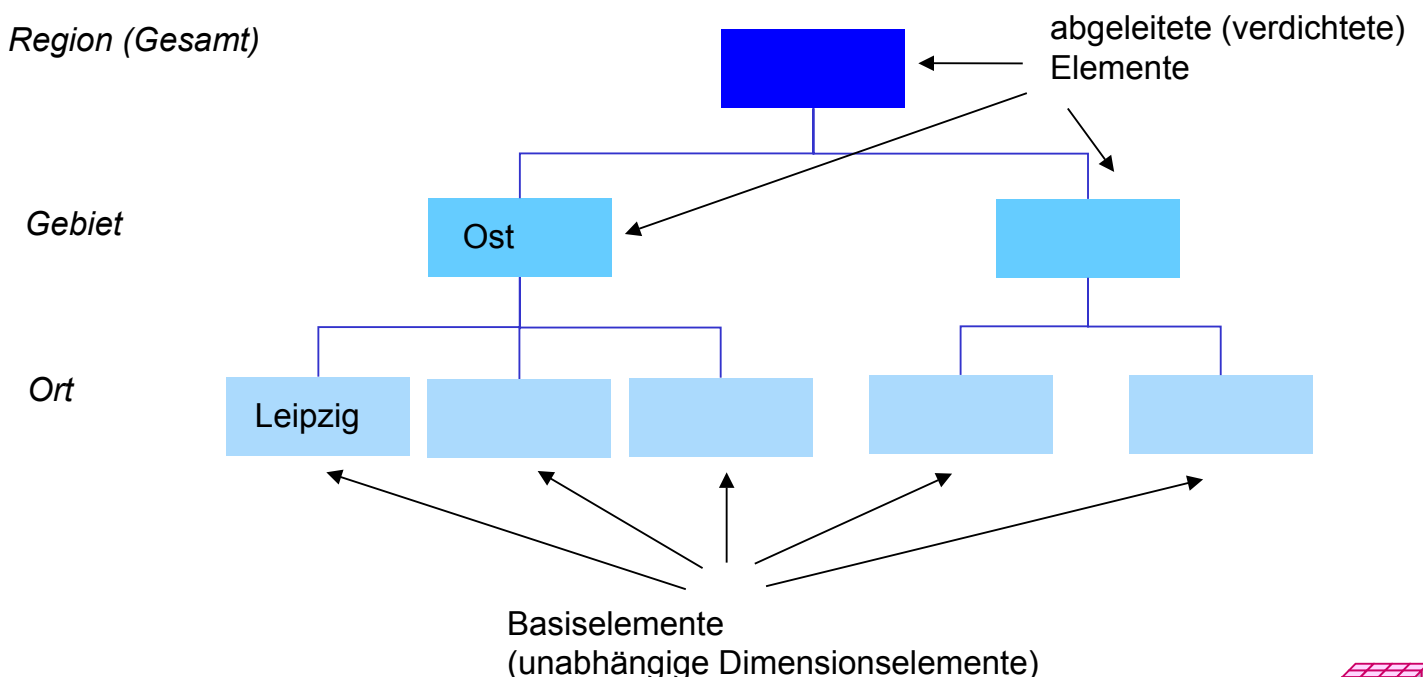 Region (Gesamt)
abgeleitete (verdichtete)
Elemente
Gebiet
Ost
Ort
Leipzig
Basiselemente
(unabhängige Dimensionselemente)